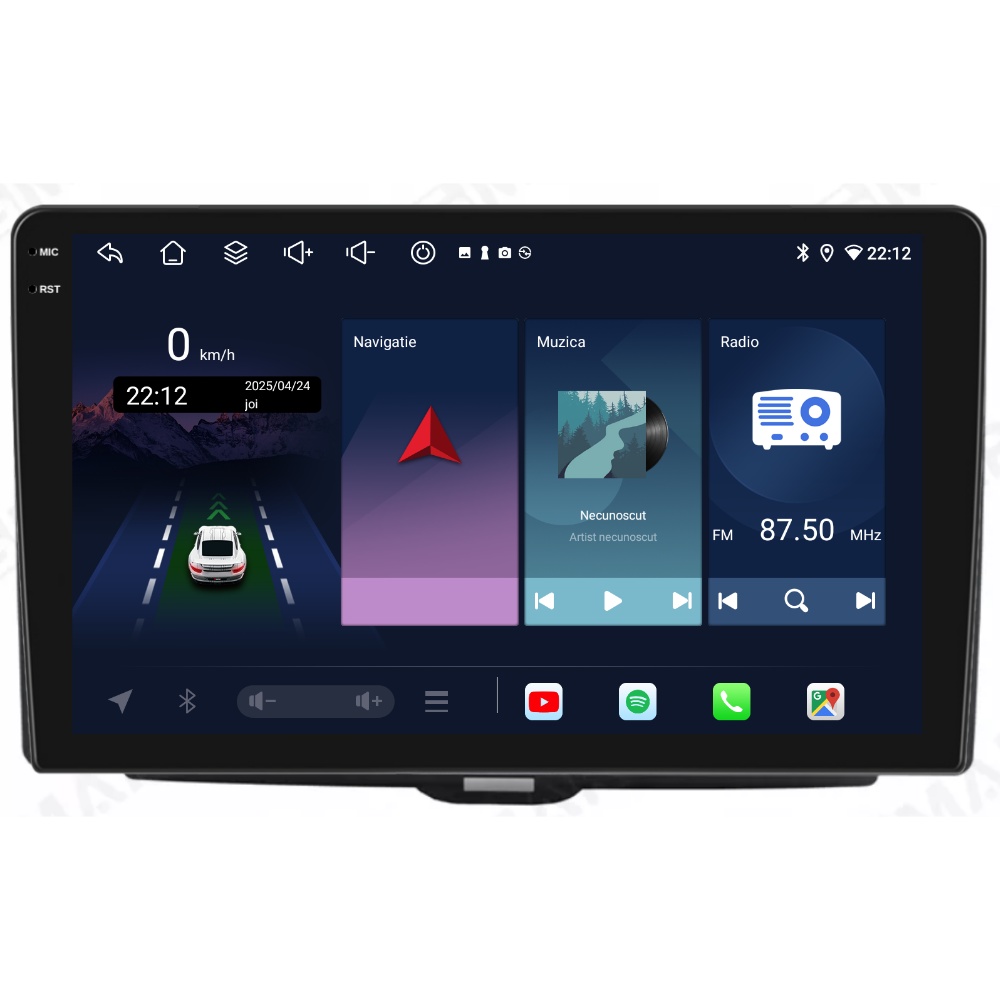 MIC
RST
22:12
0 km/h
22:12
2025/04/24
joi
Navigatie
Muzica
Necunoscut
Artist necunoscut
Radio
FM 87.50 MHz